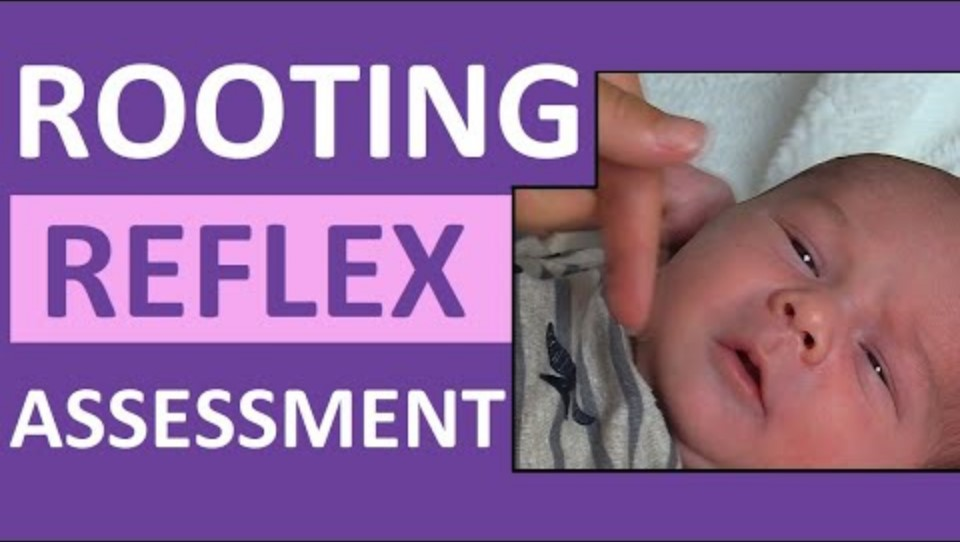 ROOTING
REFLEX
ASSESSMENT